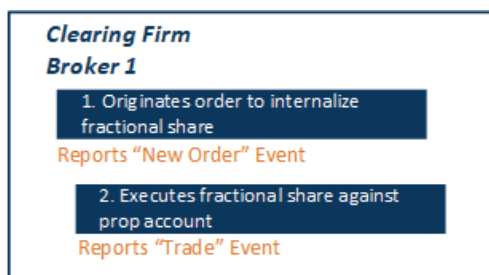 Clearing Firm
Broker 1
1. Originates order to internalize
fractional share
Reports “New Order” Event
2. Executes fractional share against
prop account
Reports “Trade” Event